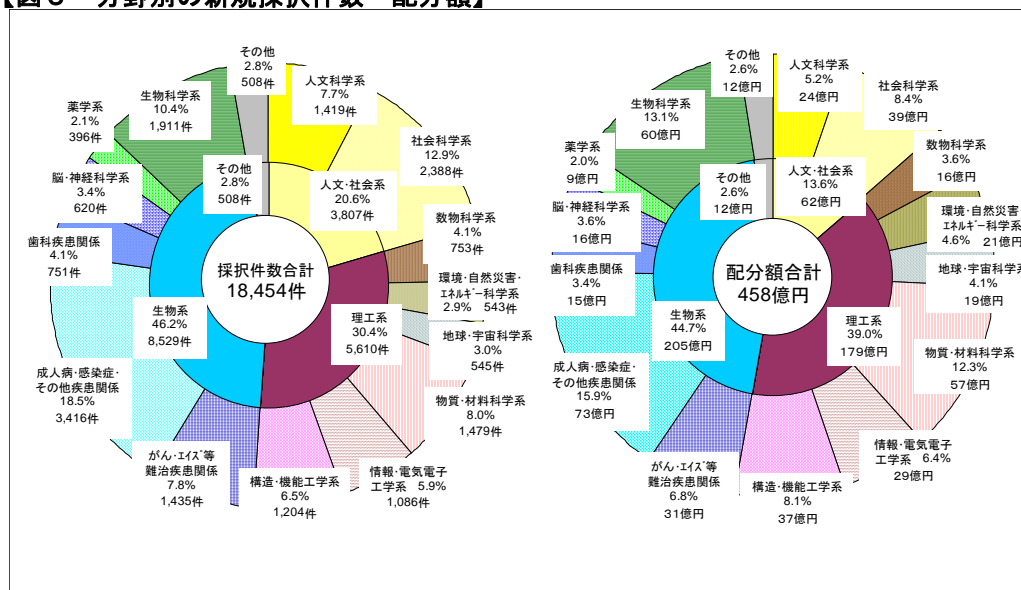 【図3 分野別の新規採択件数・配分額】
その他
2.8%
508件
人文科学系
7.7%
1,419件
社会科学系
12.9%
2,388件
数物科学系
4.1%
753件
環境・自然災害・
エネルギー科学系
2.9% 543件
地球・宇宙科学系
3.0%
545件
物質・材料科学系
8.0%
1,479件
情報・電気電子
工学系 5.9%
1,086件
構造・機能工学系
6.5%
1,204件
がん・エイズ等
難治疾患関係
7.8%
1,435件
成人病・感染症・
その他疾患関係
18.5%
3,416件
歯科疾患関係
4.1%
751件
脳・神経科学系
3.4%
620件
薬学系
2.1%
396件
生物科学系
10.4%
1,911件
その他
2.8%
508件
人文・社会系
20.6%
3,807件
理工系
30.4%
5,610件
生物系
46.2%
8,529件
採択件数合計
18,454件
その他
2.6%
12億円
人文科学系
5.2%
24億円
社会科学系
8.4%
39億円
数物科学系
3.6%
16億円
環境・自然災害
エネルギー科学系
4.6% 21億円
地球・宇宙科学系
4.1%
19億円
物質・材料科学系
12.3%
57億円
情報・電気電子
工学系 6.4%
29億円
構造・機能工学系
8.1%
37億円
がん・エイズ等
難治疾患関係
6.8%
31億円
成人病・感染症・
その他疾患関係
15.9%
73億円
歯科疾患関係
3.4%
15億円
脳・神経科学系
3.6%
16億円
薬学系
2.0%
9億円
生物科学系
13.1%
60億円
その他
2.6%
12億円
人文・社会系
13.6%
62億円
理工系
39.0%
179億円
生物系
44.7%
205億円
配分額合計
458億円